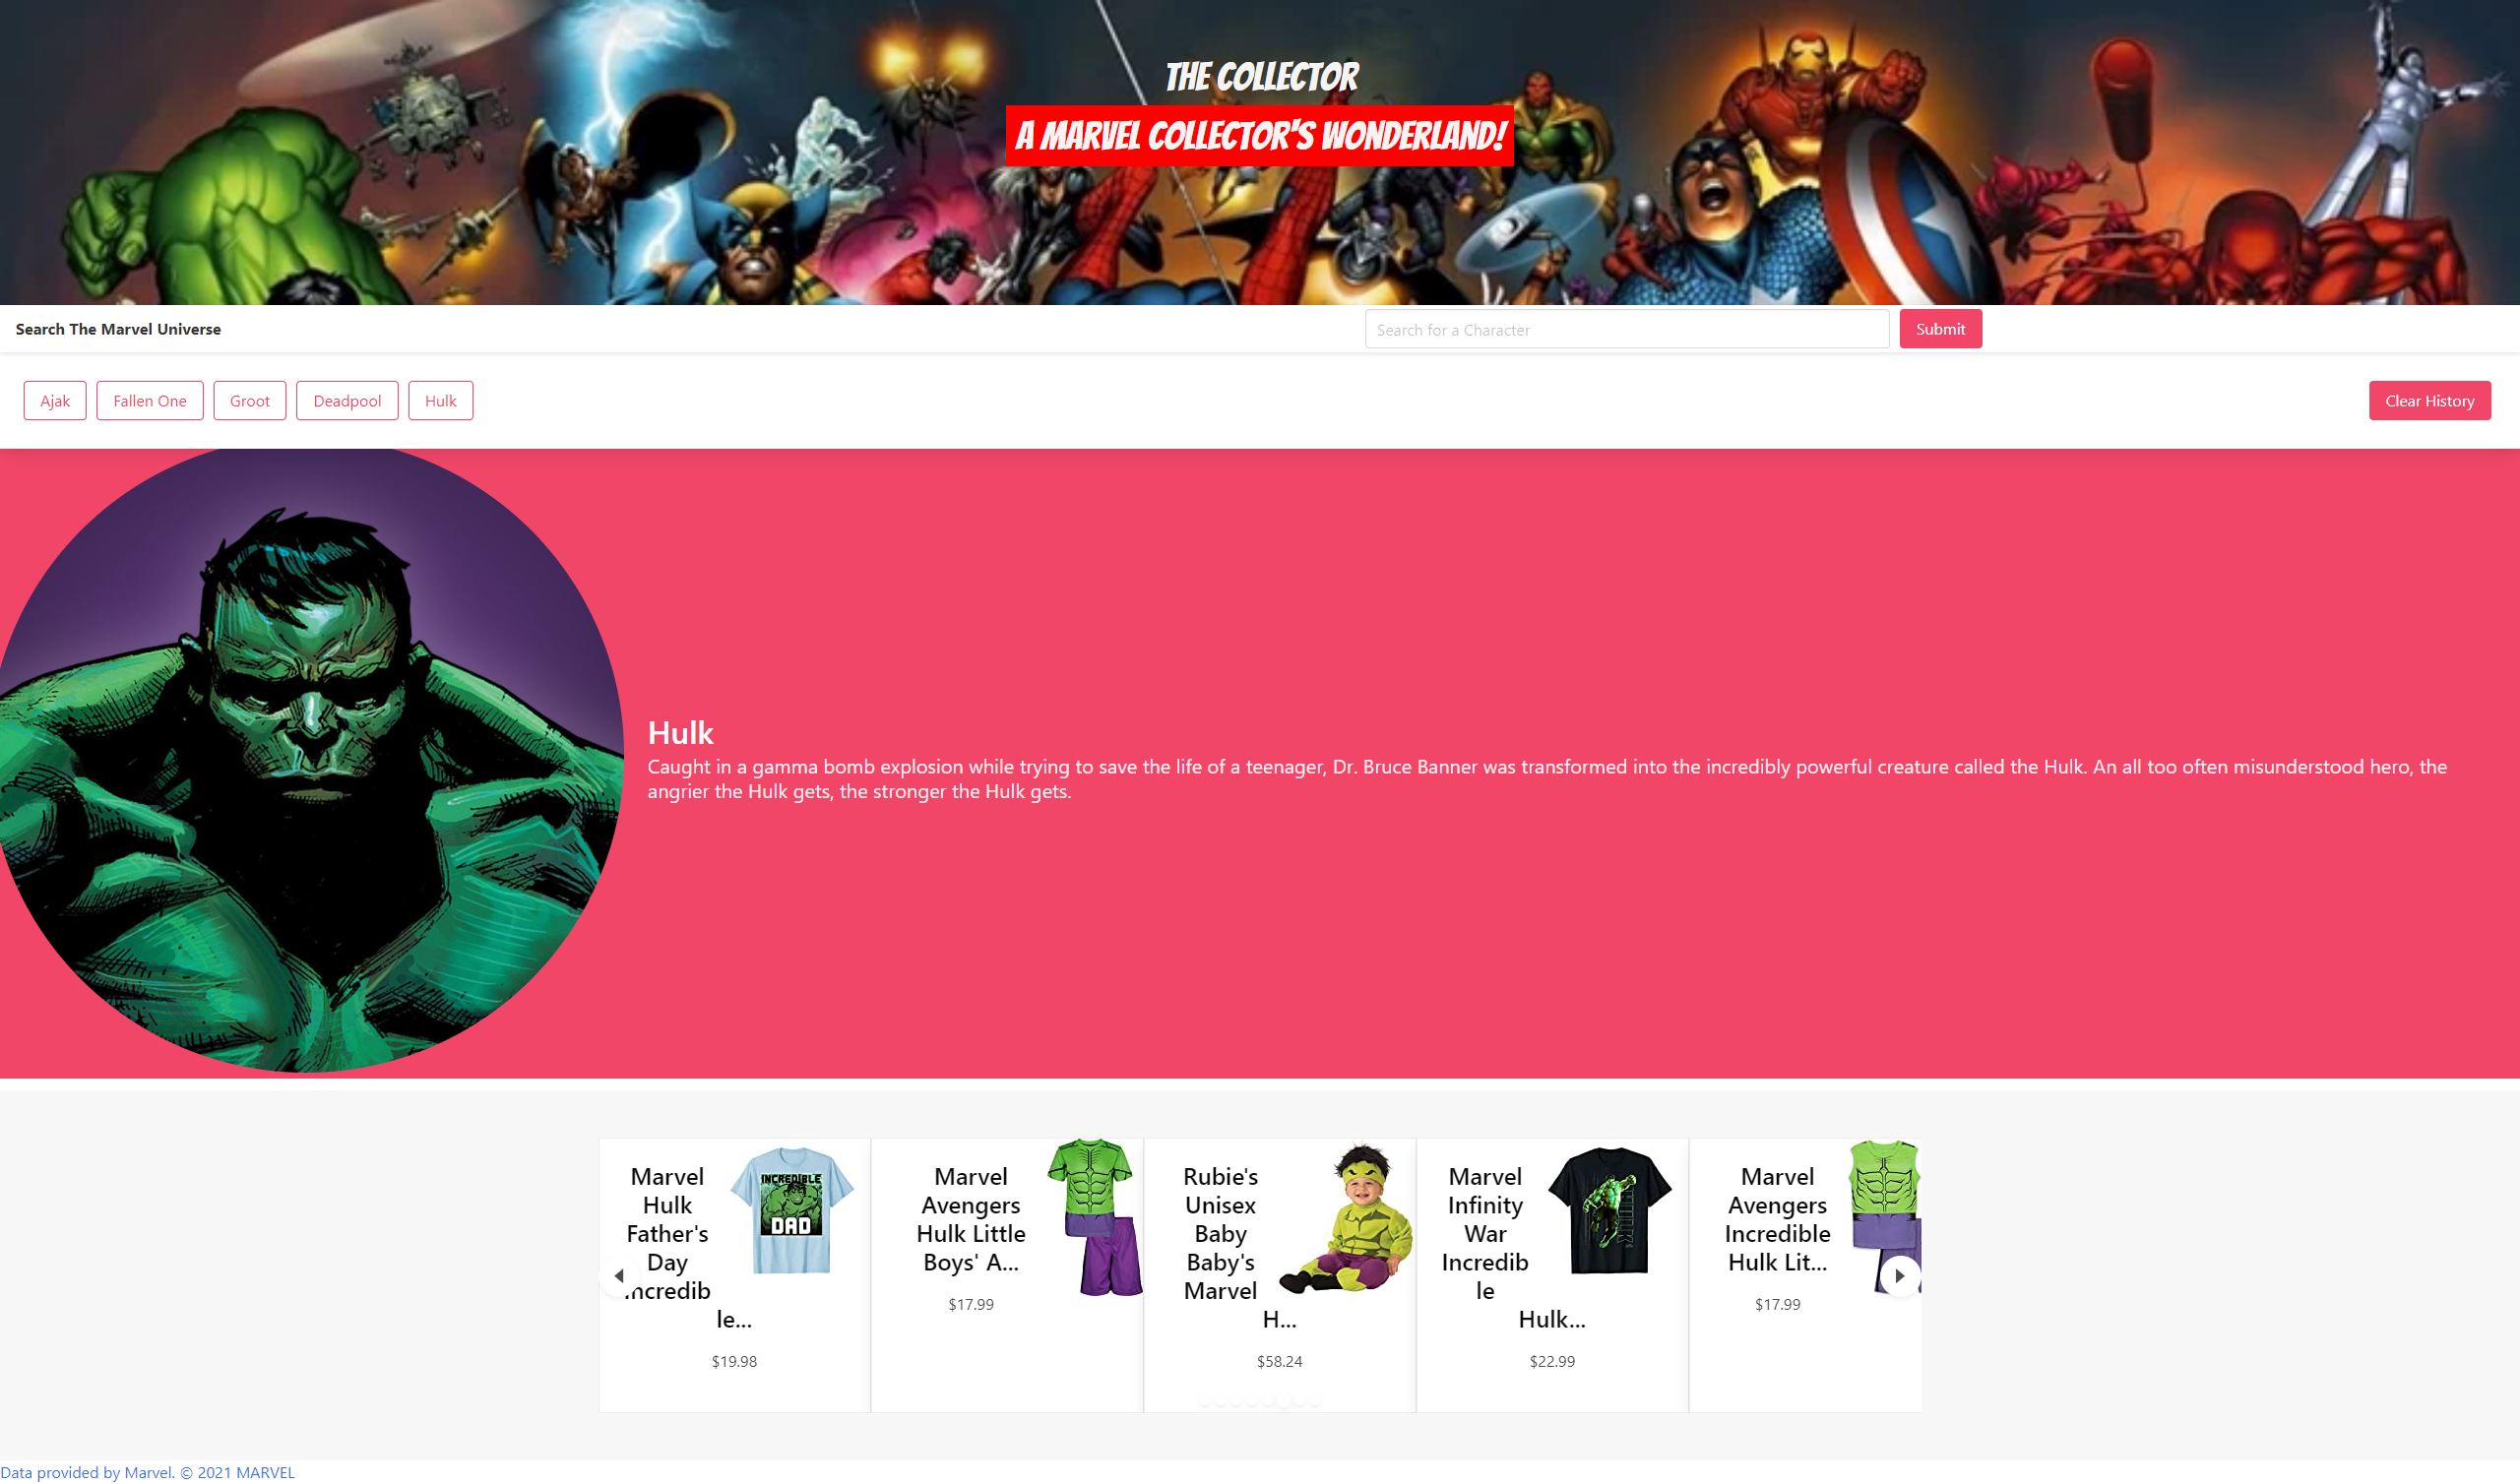 THE COLLECTOR
A MARVEL COLLECTOR'S WONDERLAND!
Search The Marvel Universe
Search for a Character
Submit
Ajak
Fallen One
Groot
Deadpool
Hulk
Clear History
Hulk
Caught in a gamma bomb explosion while trying to save the life of a teenager, Dr. Bruce Banner was transformed into the incredibly powerful creature called the Hulk. An all too often misunderstood hero, the
angrier the Hulk gets, the stronger the Hulk gets.
Marvel
Hulk
Father's
Day
Incredib
le...
$19.98
INCREDIBLE
DAD
Marvel
Avengers
Hulk Little
Boys' A...
$17.99
Rubie's
Unisex
Baby
Baby's
Marvel
H...
$58.24
Marvel
Infinity
War
Incredib
le
Hulk...
$22.99
Marvel
Avengers
Incredible
Hulk Lit...
$17.99
Data provided by Marvel. © 2021 MARVEL